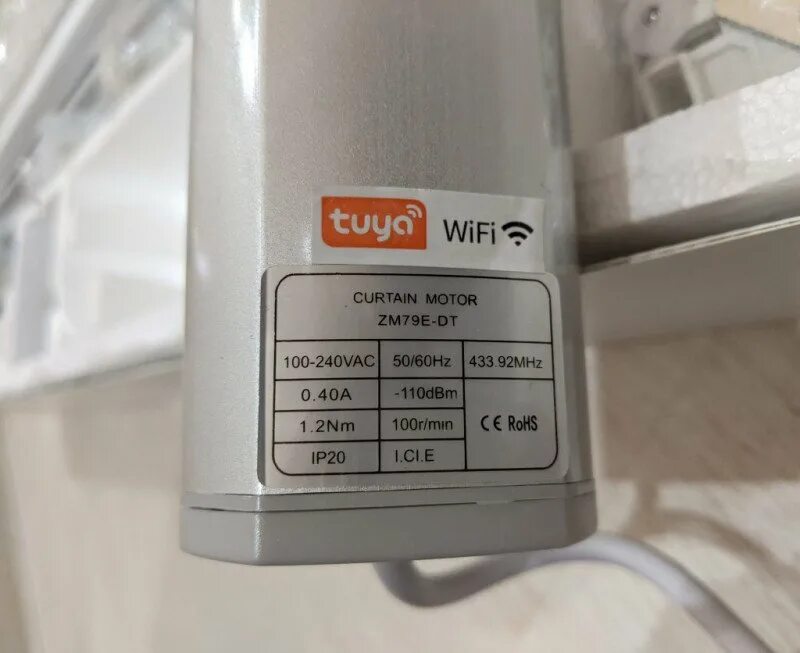 tuya WiFi
CURTAIN MOTOR
ZM79E-DT
100-240VAC 50/60Hz 433.92MHz
0.40A -110dBm
1.2Nm 100r/min CE RoHS
IP20 I.CI.E